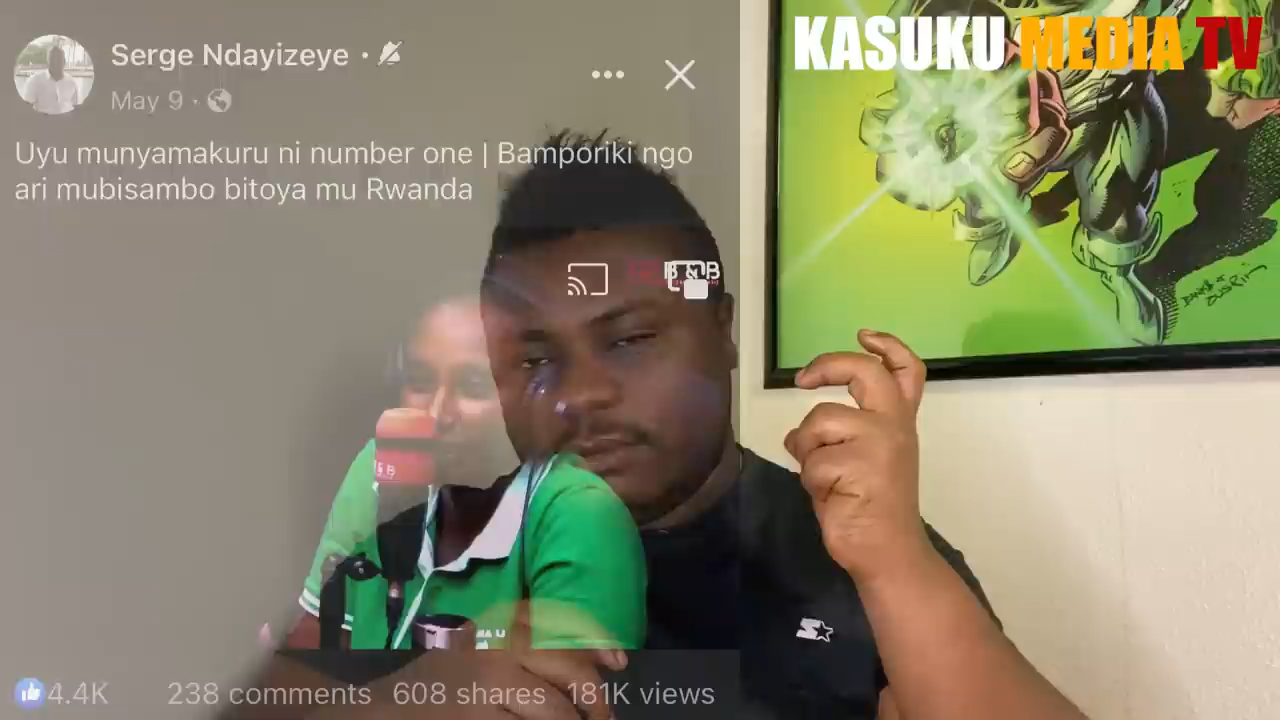 KASUKU MEDIA TV
Serge Ndayizeye
May 9
Uyu munyamakuru ni number one | Bamporiki ngo
ari mubisambo bitoya mu Rwanda
B & B
& B
4.4K 238 comments 608 shares 181K views